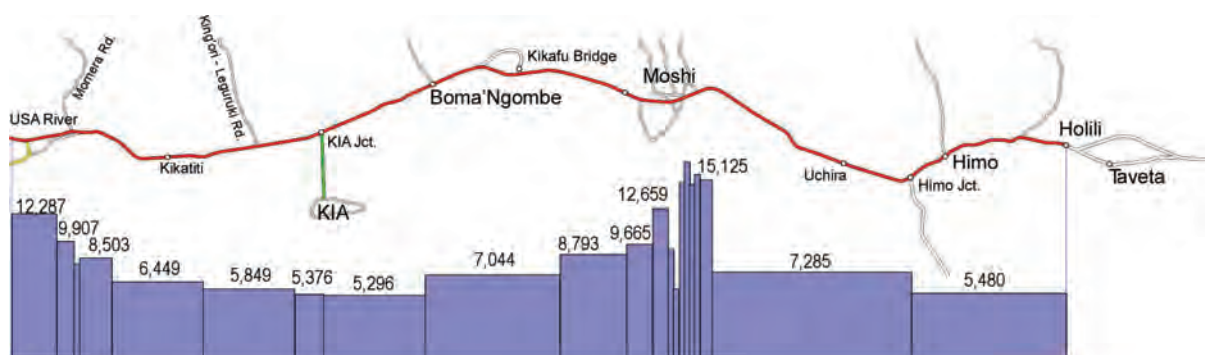 USA River
Momera Rd.
King'ori - Leguruki Rd.
Kikatiti
KIA Jct.
KIA
Boma'Ngombe
Kikafu Bridge
Moshi
Uchira
Himo Jct.
Himo
Holili
Taveta
12,287
9,907
8,503
6,449
5,849
5,376
5,296
7,044
8,793
9,665
12,659
15,125
7,285
5,480